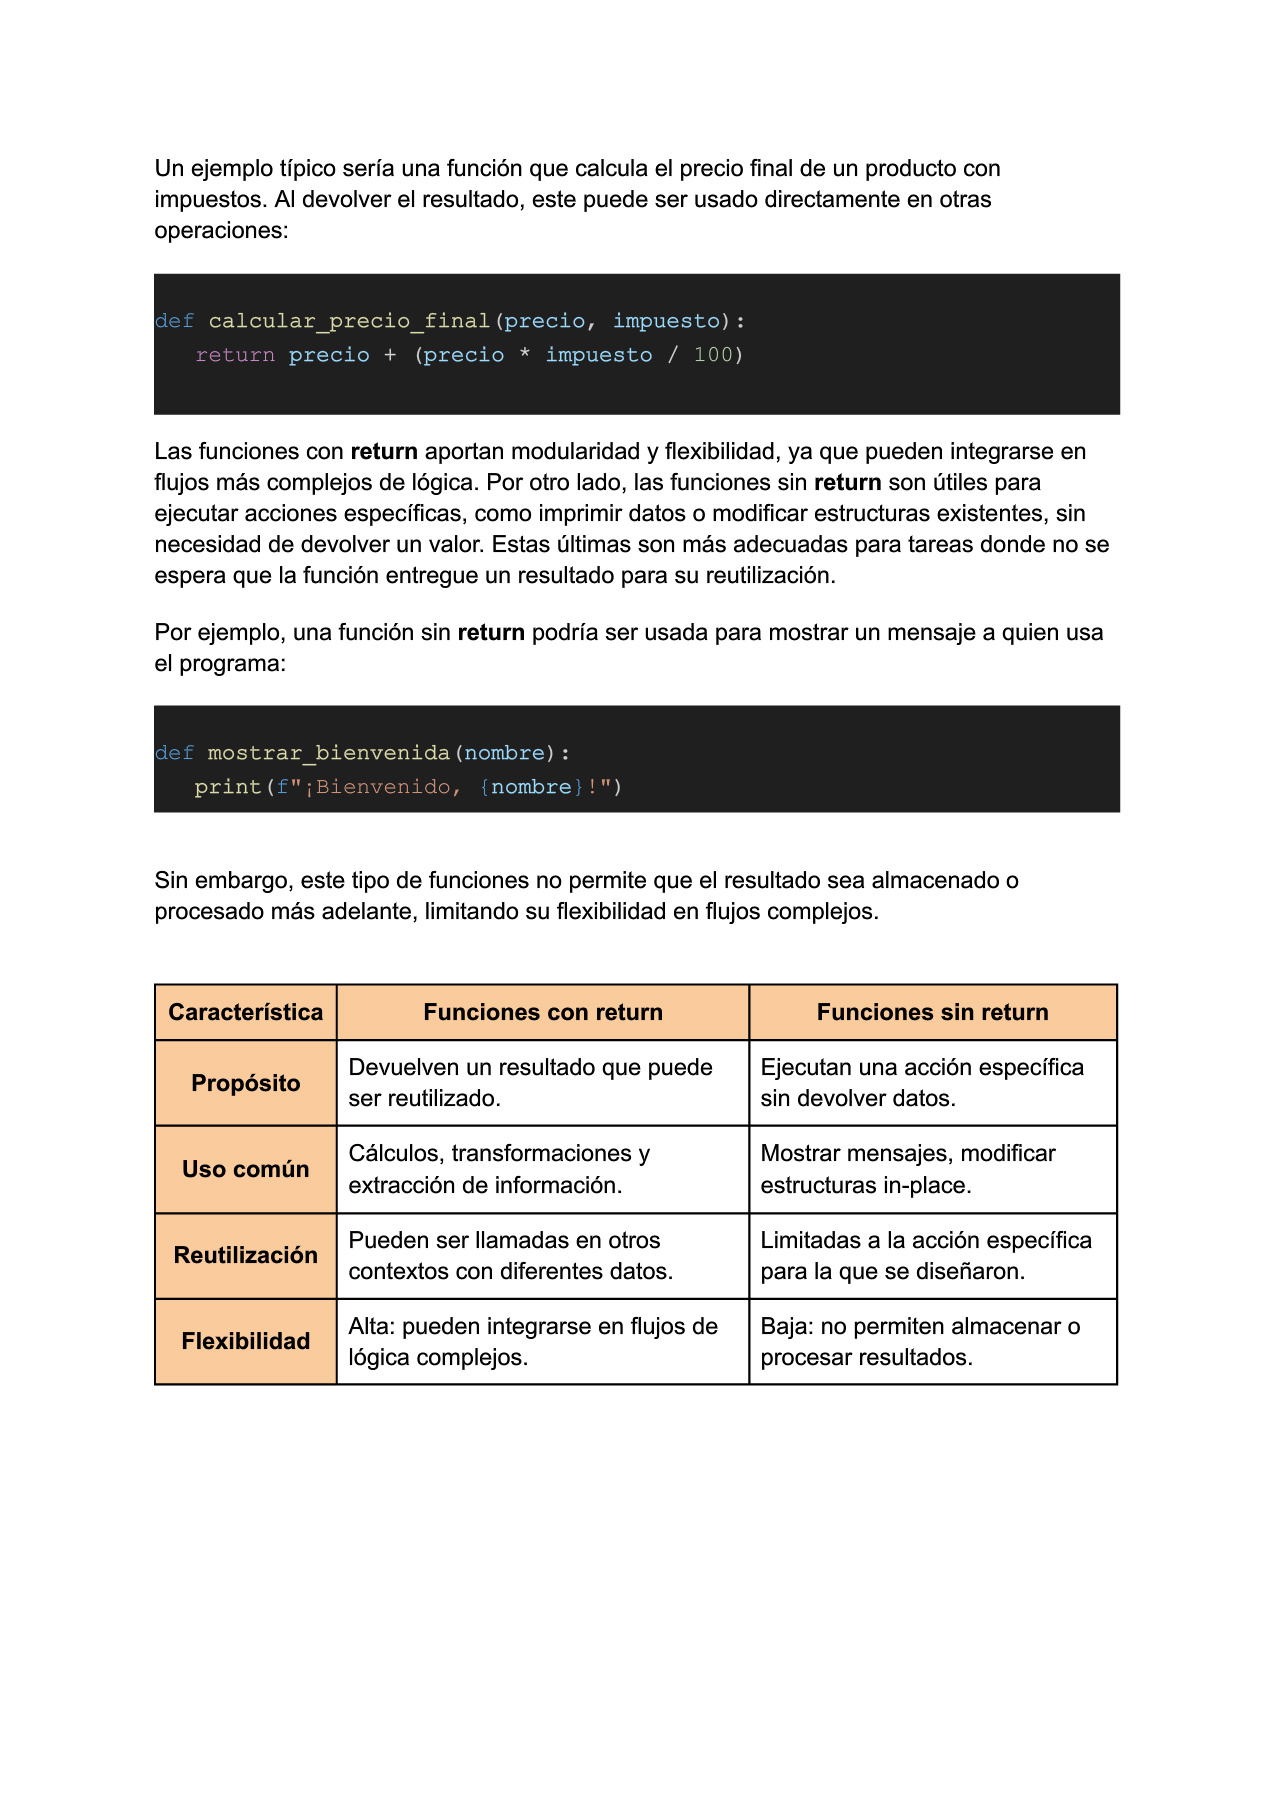 Un ejemplo típico sería una función que calcula el precio final de un producto con
impuestos. Al devolver el resultado, este puede ser usado directamente en otras
operaciones:
def calcular_precio_final(precio, impuesto):
   return precio + (precio * impuesto / 100)
Las funciones con return aportan modularidad y flexibilidad, ya que pueden integrarse en
flujos más complejos de lógica. Por otro lado, las funciones sin return son útiles para
ejecutar acciones específicas, como imprimir datos o modificar estructuras existentes, sin
necesidad de devolver un valor. Estas últimas son más adecuadas para tareas donde no se
espera que la función entregue un resultado para su reutilización.
Por ejemplo, una función sin return podría ser usada para mostrar un mensaje a quien usa
el programa:
def mostrar_bienvenida(nombre):
   print(f"¡Bienvenido, {nombre}!")
Sin embargo, este tipo de funciones no permite que el resultado sea almacenado o
procesado más adelante, limitando su flexibilidad en flujos complejos.
Característica
Funciones con return
Funciones sin return
Propósito
Devuelven un resultado que puede
ser reutilizado.
Ejecutan una acción específica
sin devolver datos.
Uso común
Cálculos, transformaciones y
extracción de información.
Mostrar mensajes, modificar
estructuras in-place.
Reutilización
Pueden ser llamadas en otros
contextos con diferentes datos.
Limitadas a la acción específica
para la que se diseñaron.
Flexibilidad
Alta: pueden integrarse en flujos de
lógica complejos.
Baja: no permiten almacenar o
procesar resultados.